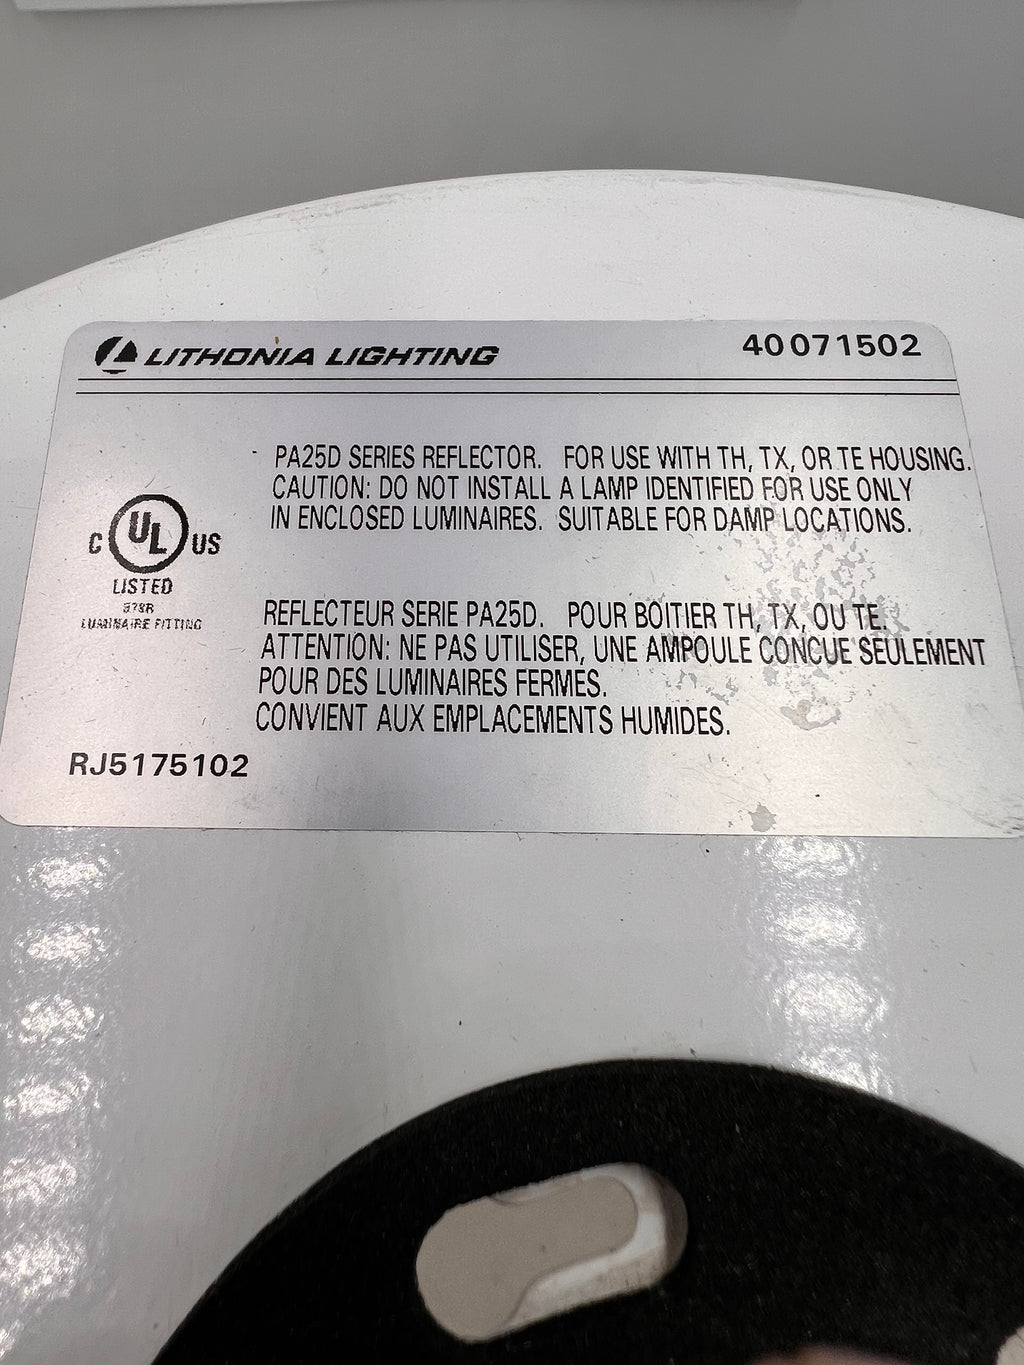 LITHONIA LIGHTING 40071502
PA25D SERIES REFLECTOR. FOR USE WITH TH, TX, OR TE HOUSING.
CAUTION: DO NOT INSTALL A LAMP IDENTIFIED FOR USE ONLY
IN ENCLOSED LUMINAIRES. SUITABLE FOR DAMP LOCATIONS.
C UL US
LISTED
LUMINAIRE FITTING
REFLECTEUR SERIE PA25D. POUR BOITIER TH, TX, OU TE.
ATTENTION: NE PAS UTILISER, UNE AMPOULE CONCUE SEULEMENT
POUR DES LUMINAIRES FERMES.
CONVIENT AUX EMPLACEMENTS HUMIDES.
RJ5175102